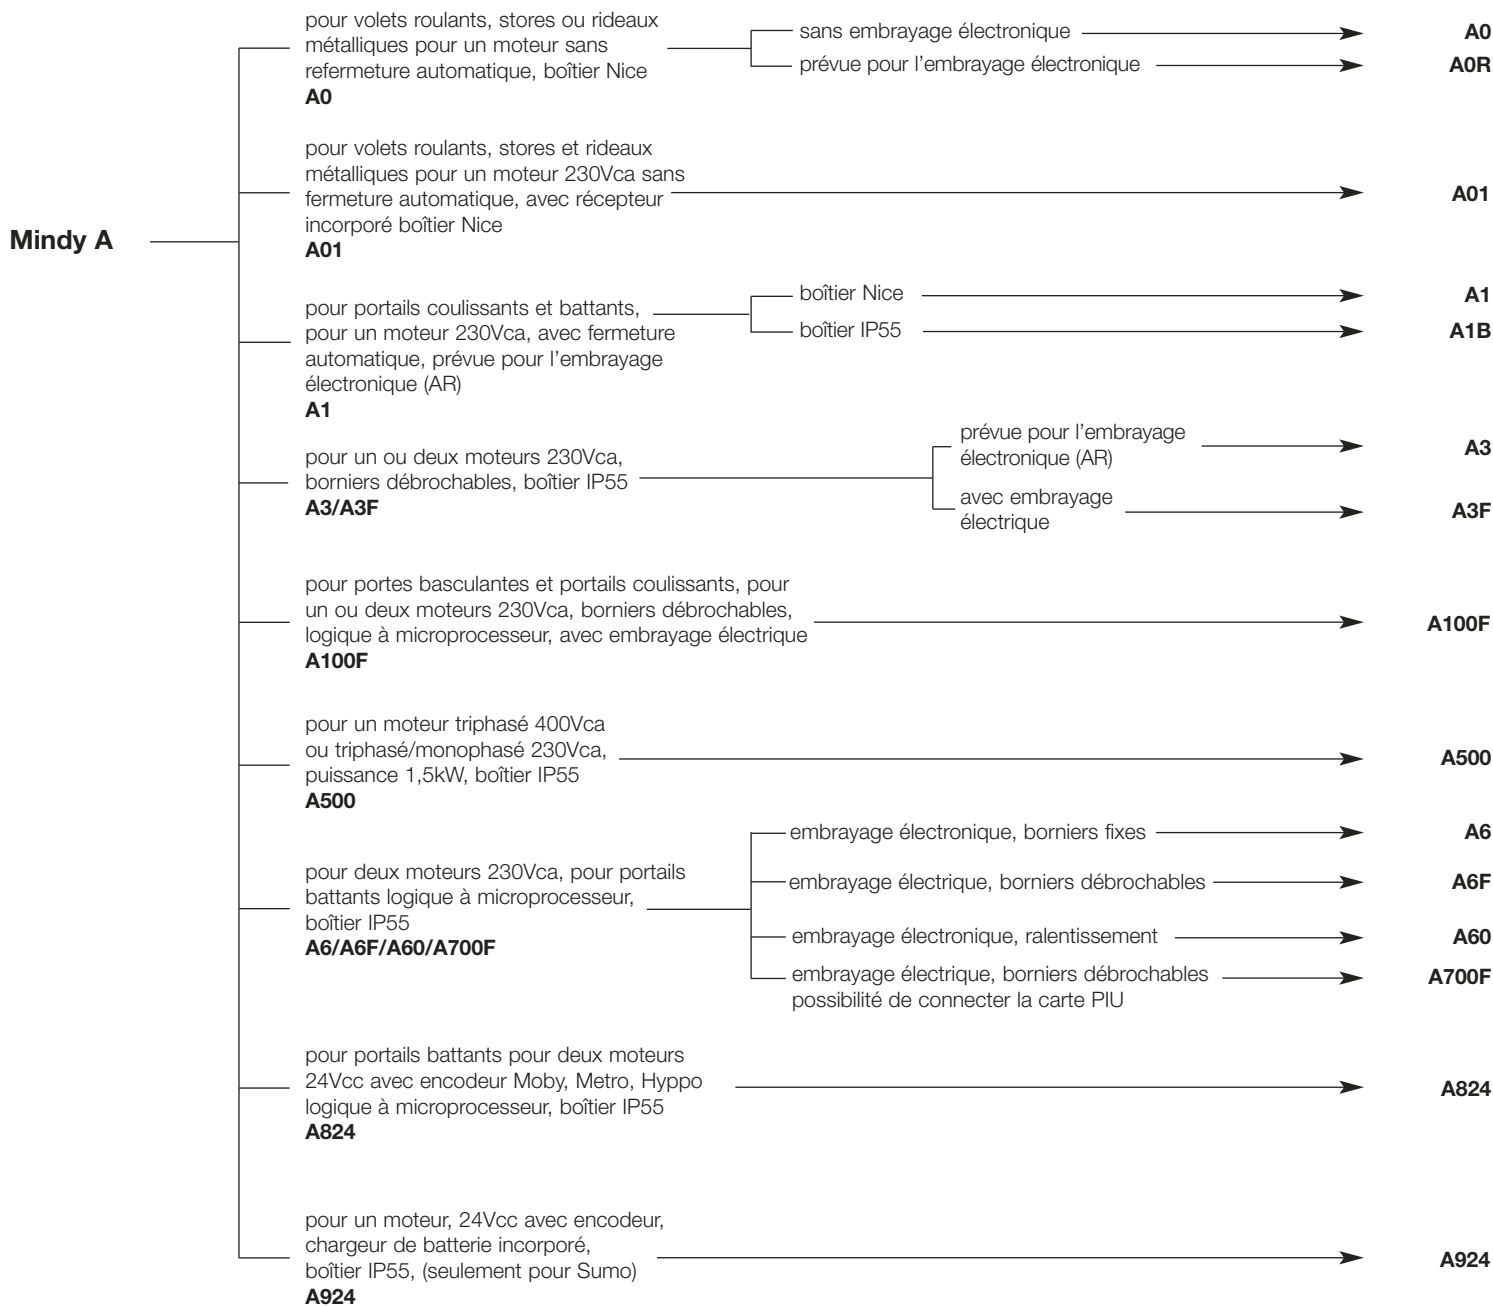 Mindy A
pour volets roulants, stores ou rideaux
métalliques pour un moteur sans
refermeture automatique, boîtier Nice
A0
sans embrayage électronique
A0
prévue pour l'embrayage électronique
A0R
pour volets roulants, stores et rideaux
métalliques pour un moteur 230Vca sans
fermeture automatique, avec récepteur
incorporé boîtier Nice
A01
A01
pour portails coulissants et battants,
pour un moteur 230Vca, avec fermeture
automatique, prévue pour l'embrayage
électronique (AR)
A1
boîtier Nice
A1
boîtier IP55
A1B
pour un ou deux moteurs 230Vca,
borniers débrochables, boîtier IP55
A3/A3F
prévue pour l'embrayage
électronique (AR)
A3
avec embrayage
électrique
A3F
pour portes basculantes et portails coulissants, pour
un ou deux moteurs 230Vca, borniers débrochables,
logique à microprocesseur, avec embrayage électrique
A100F
A100F
pour un moteur triphasé 400Vca
ou triphasé/monophasé 230Vca,
puissance 1,5kW, boîtier IP55
A500
A500
pour deux moteurs 230Vca, pour portails
battants logique à microprocesseur,
boîtier IP55
A6/A6F/A60/A700F
embrayage électronique, borniers fixes
A6
embrayage électrique, borniers débrochables
A6F
embrayage électronique, ralentissement
A60
embrayage électrique, borniers débrochables
possibilité de connecter la carte PIU
A700F
pour portails battants pour deux moteurs
24Vcc avec encodeur Moby, Metro, Hyppo
logique à microprocesseur, boîtier IP55
A824
A824
pour un moteur, 24Vcc avec encodeur,
chargeur de batterie incorporé,
boîtier IP55, (seulement pour Sumo)
A924
A924